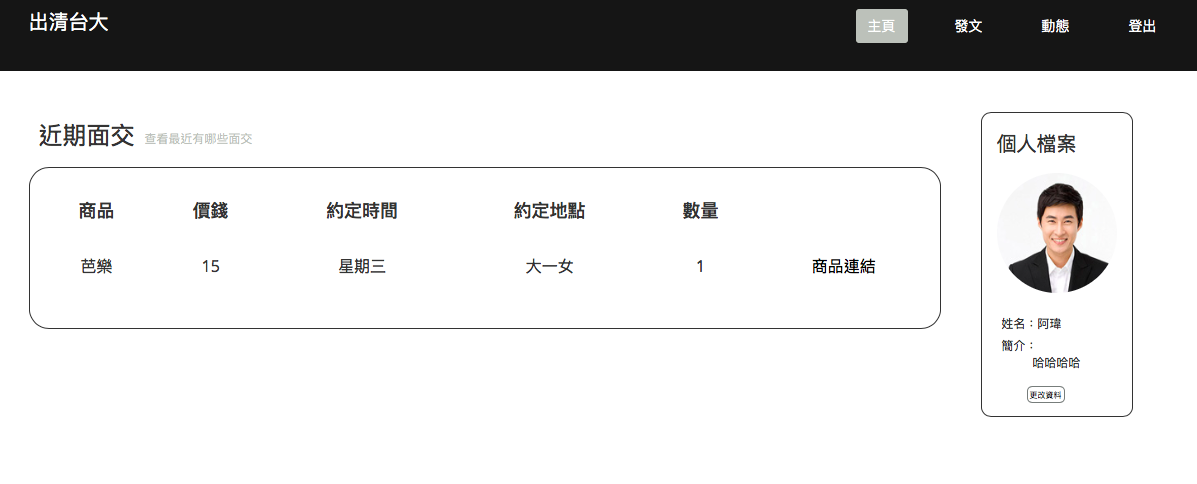 出清台大
主頁 發文 動態 登出
近期面交 查看最近有哪些面交
商品 價錢 約定時間 約定地點 數量
芭樂 15 星期三 大一女 1 商品連結
個人檔案
姓名：阿瑋
簡介：
哈哈哈哈
更改資料